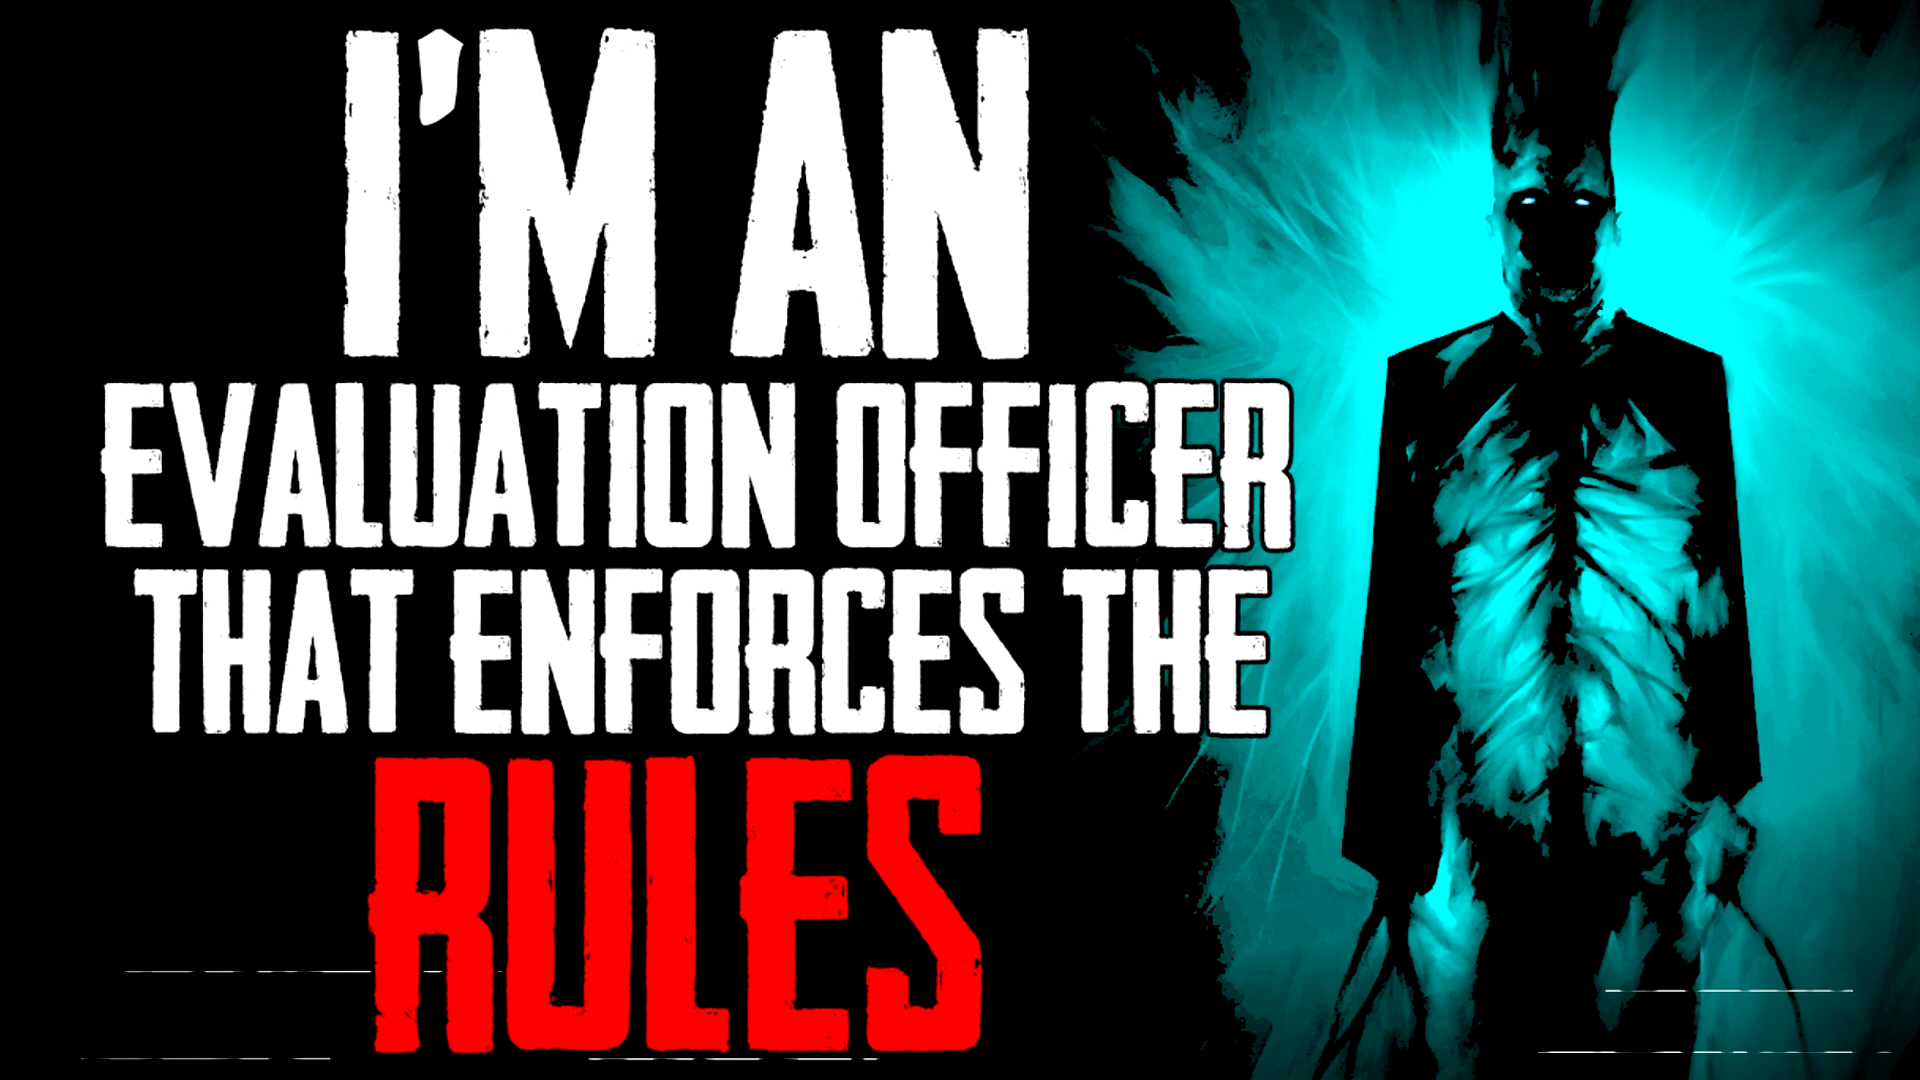 I'M AN
EVALUATION OFFICER
THAT ENFORCES THE
RULES